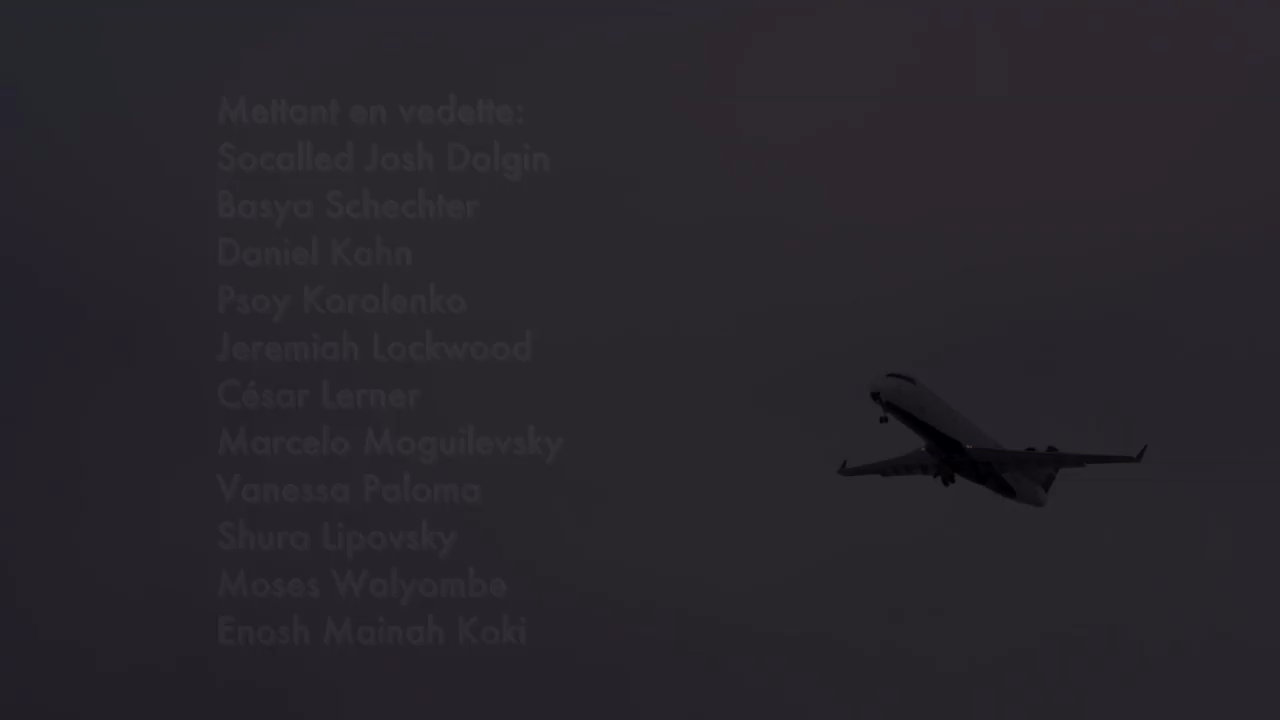 Mettant en vedette:
Socalled Josh Dolgin
Basya Schechter
Daniel Kahn
Psoy Korolenko
Jeremiah Lockwood
César Lerner
Marcelo Moguilevsky
Vanessa Paloma
Shura Lipovsky
Moses Walyombe
Enosh Mainah Koki